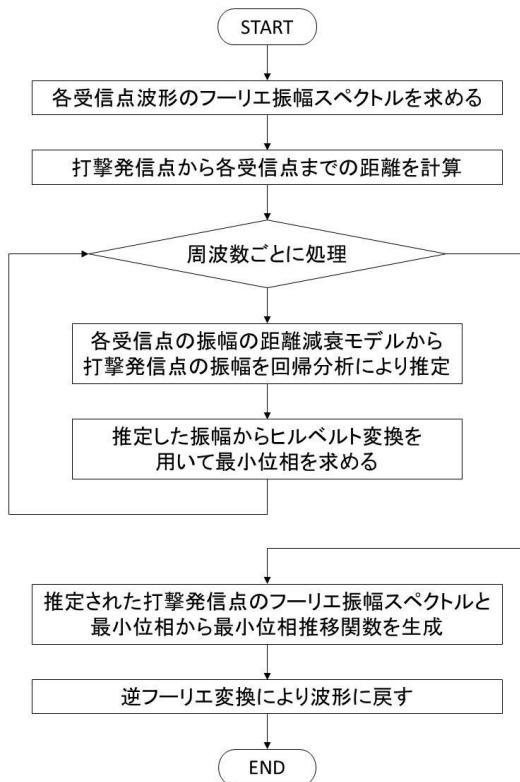 START
各受信点波形のフーリエ振幅スペクトルを求める
打撃発信点から各受信点までの距離を計算
周波数ごとに処理
各受信点の振幅の距離減衰モデルから
打撃発信点の振幅を回帰分析により推定
推定した振幅からヒルベルト変換を
用いて最小位相を求める
推定された打撃発信点のフーリエ振幅スペクトルと
最小位相から最小位相推移関数を生成
逆フーリエ変換により波形に戻す
END